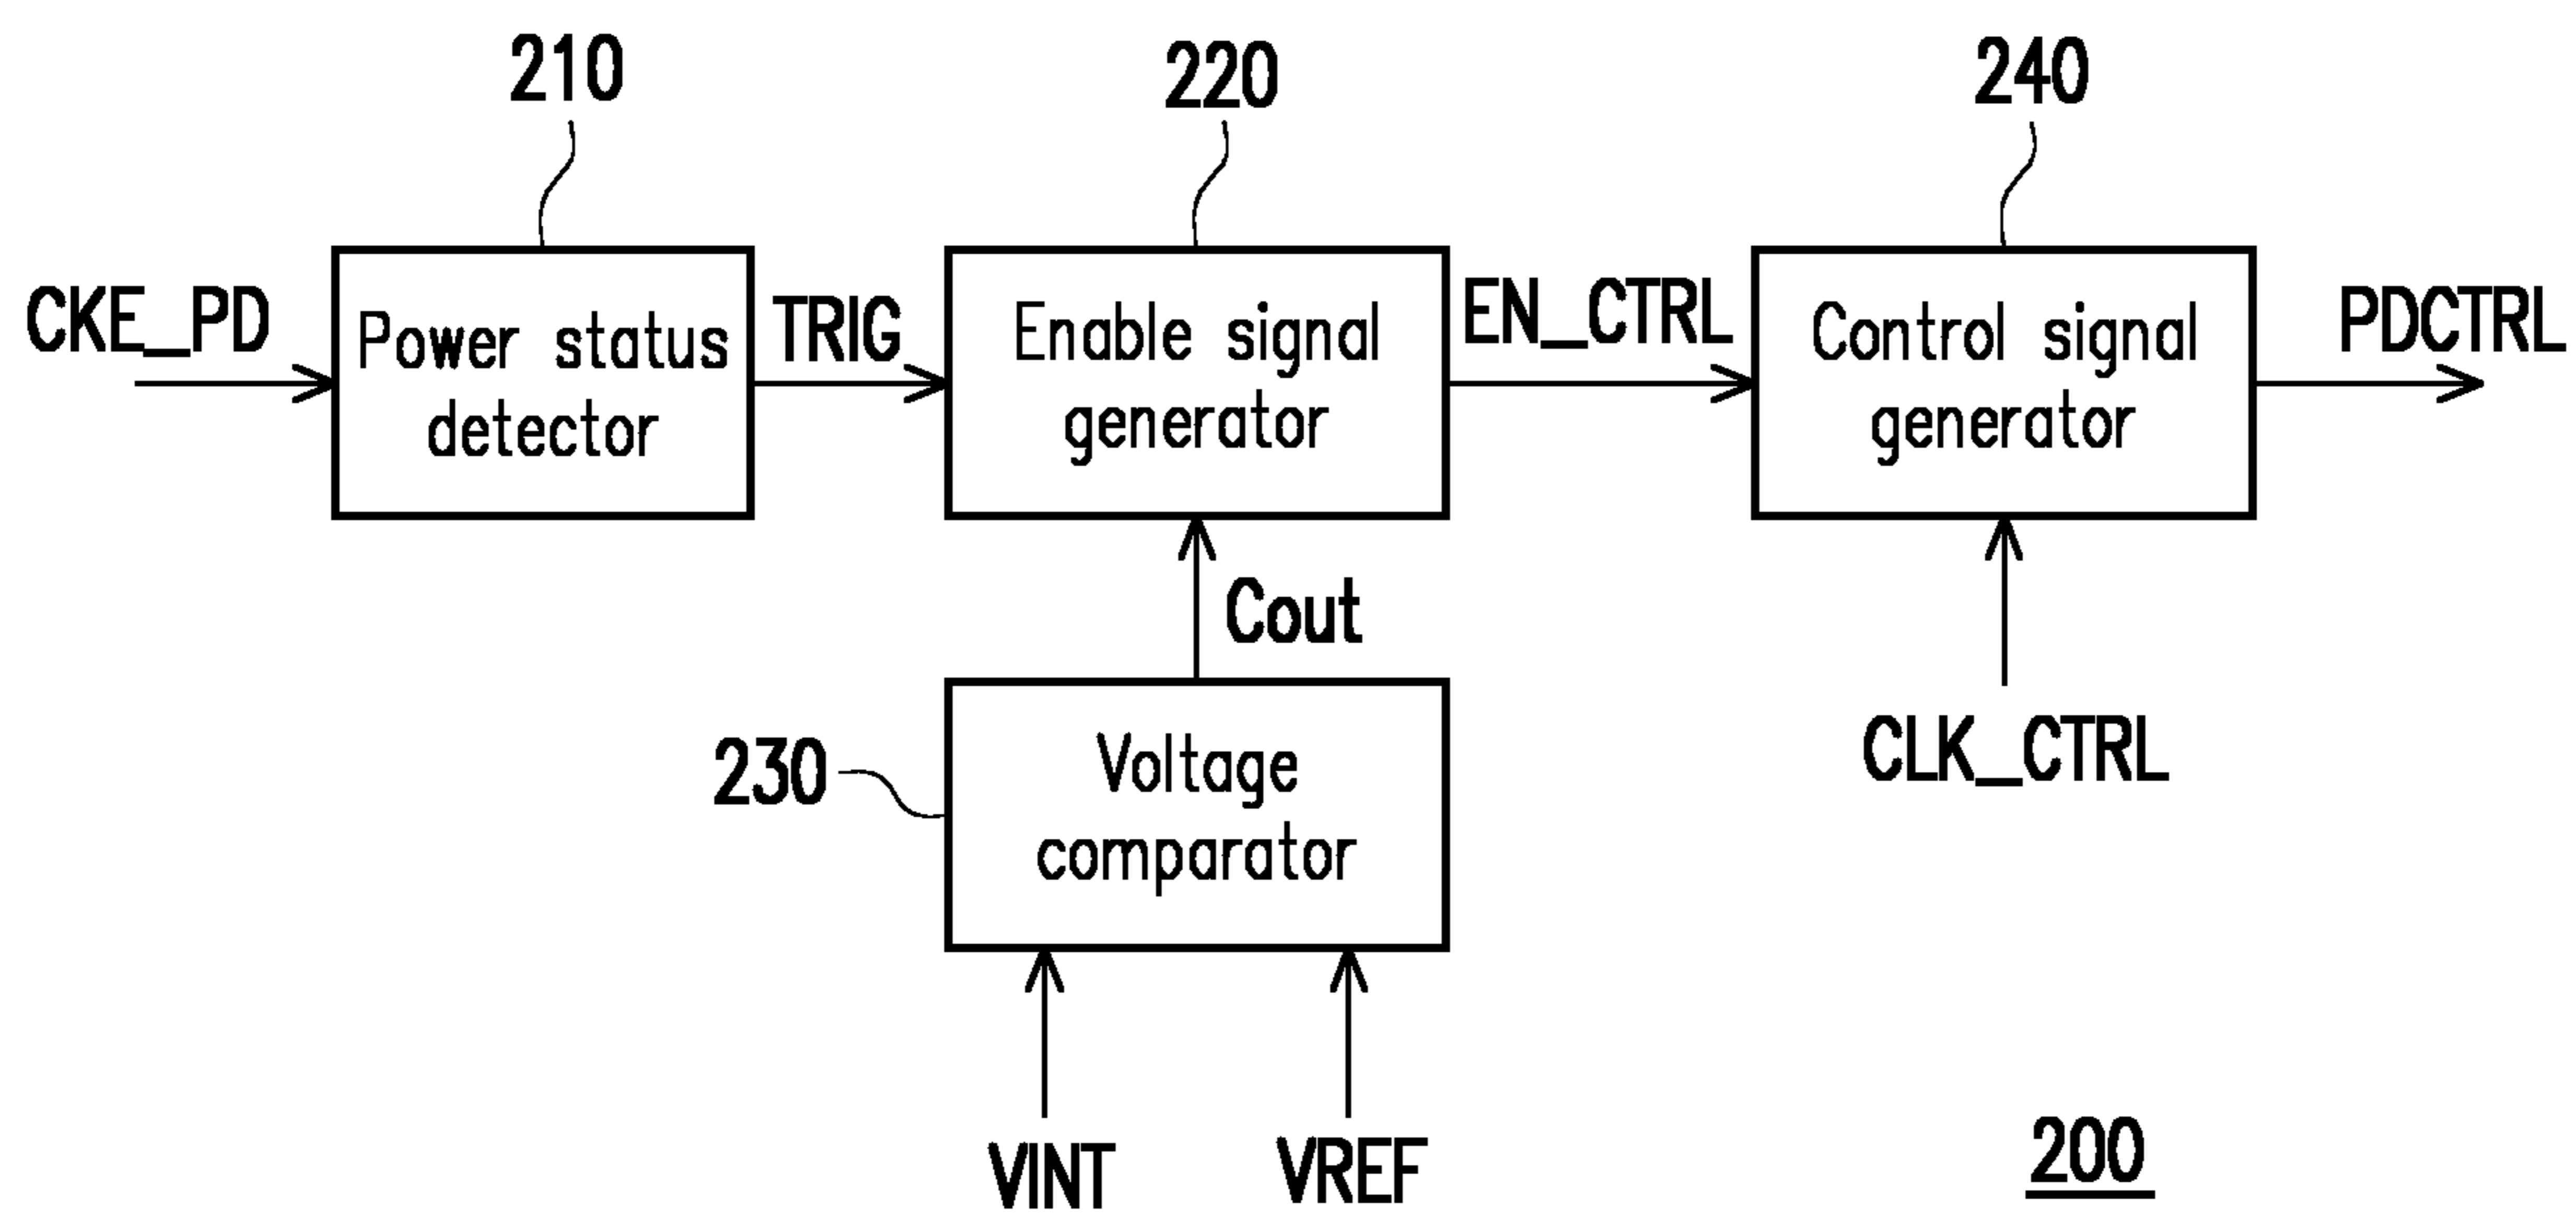 210
220
240
CKE_PD
Power status
detector
TRIG
Enable signal
generator
EN_CTRL
Control signal
generator
PDCTRL
Cout
CLK_CTRL
230
Voltage
comparator
VINT
VREF
200